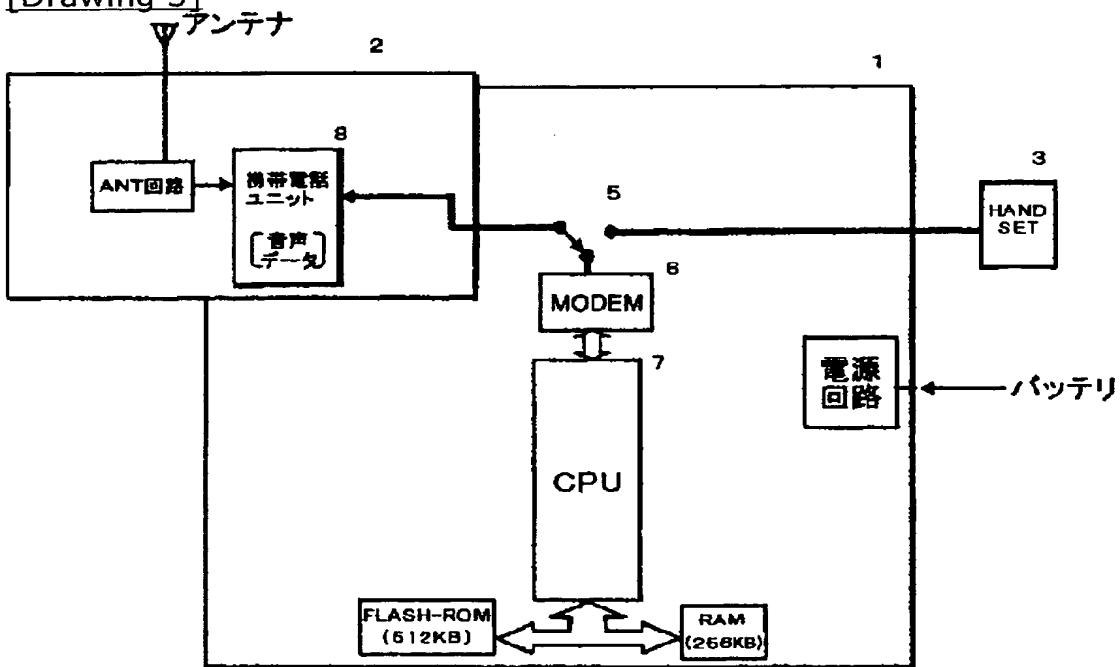 [Drawing 3]
アンテナ
2
1
8
3
ANT回路
携帯電話
ユニット
音声
データ
5
HAND
SET
6
MODEM
7
電源
回路
バッテリ
CPU
FLASH-ROM
(512KB)
RAM
(256KB)